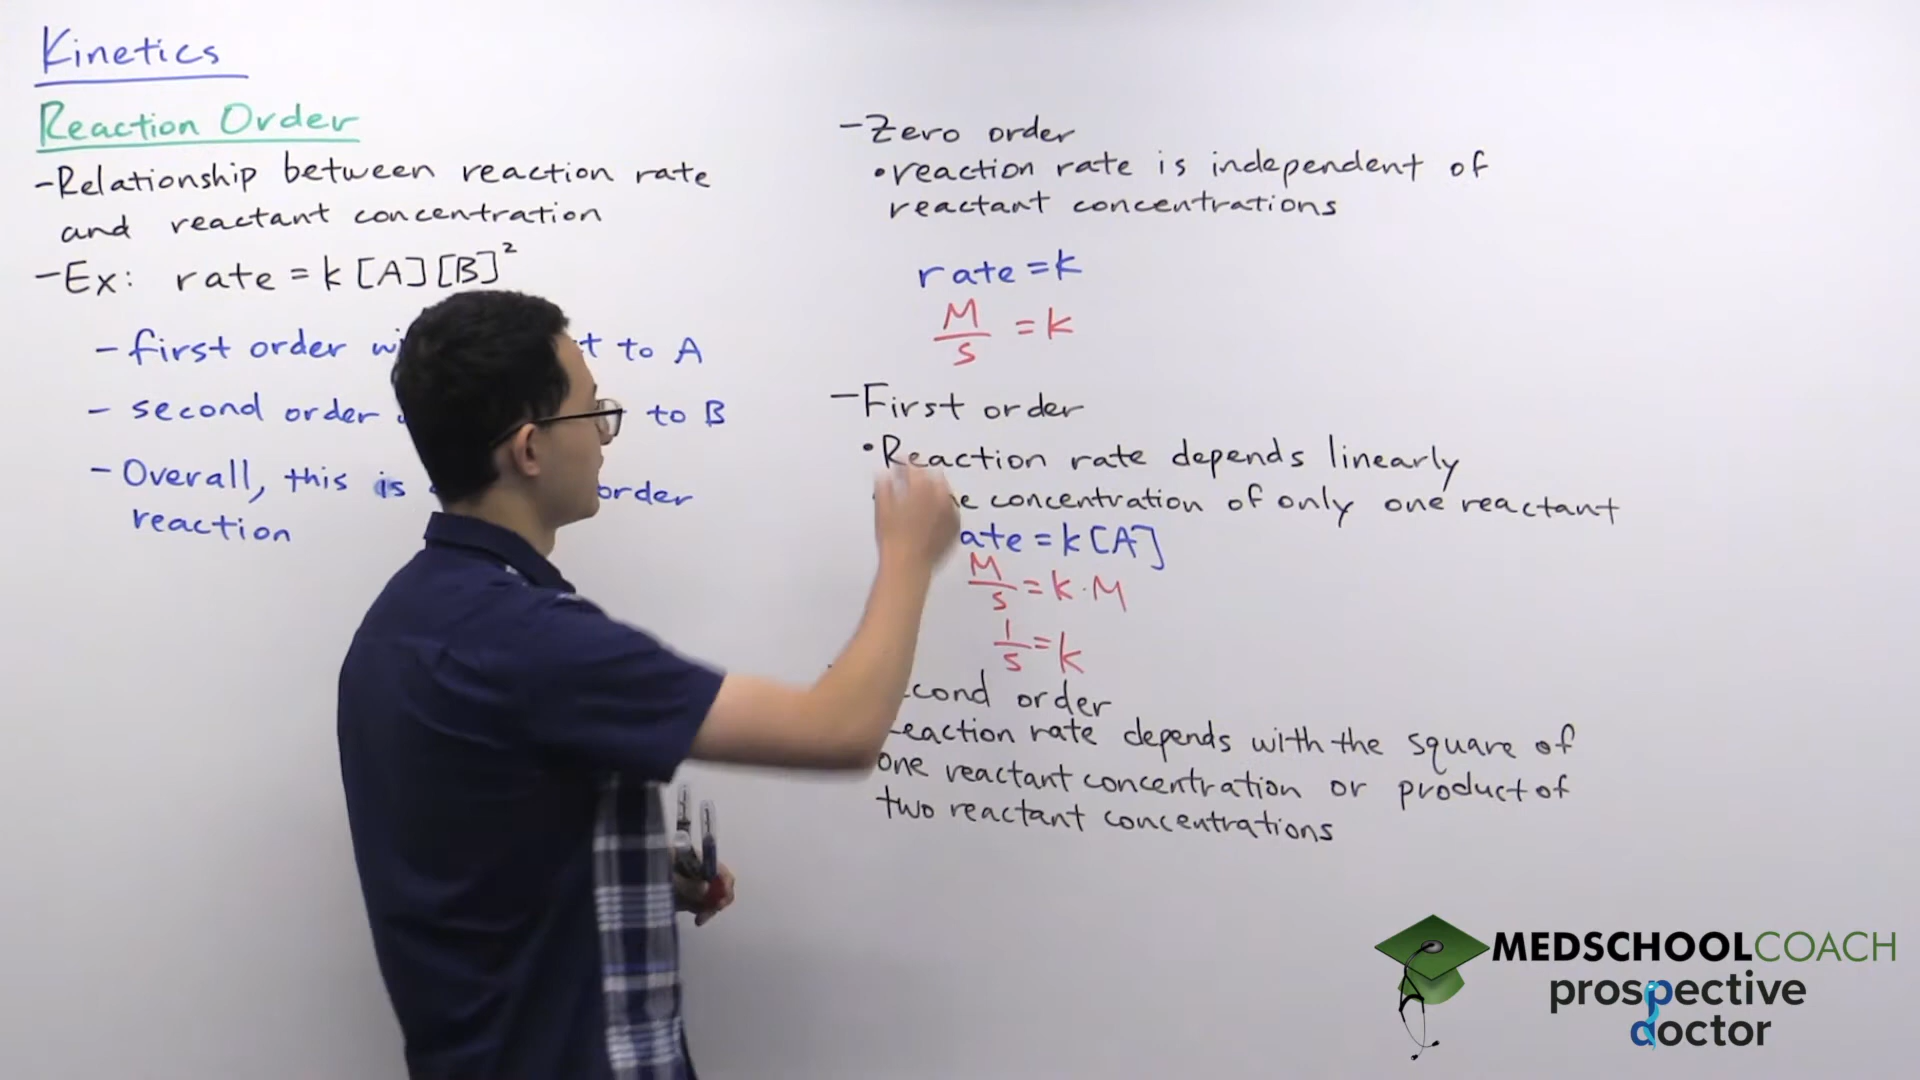 Kinetics
Reaction Order
-Relationship between reaction rate
and reactant concentration
-Ex: rate = k[A][B]²
- first order to A
- second order to B
- Overall, this is order
reaction
-Zero order
•reaction rate is independent of
reactant concentrations
rate = k
M/s = k
-First order
•Reaction rate depends linearly
concentration of only one reactant
rate = k[A]
M/s = k·M
1/s = k
order
reaction rate depends with the square of
one reactant concentration or product of
two reactant concentrations
MEDSCHOOLCOACH
prospective
doctor